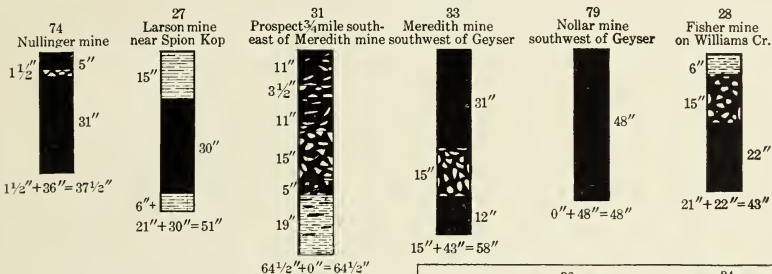 74
Nullinger mine
1½″
5″
31″
1½″+36″=37½″
27
Larson mine
near Spion Kop
15″
30″
6″+
21″+30″=51″
31
Prospect ¾ mile south-
east of Meredith mine
11″
3½″
11″
15″
5″
19″
64½″+0″=64½″
33
Meredith mine
southwest of Geyser
31″
15″
12″
15″+43″=58″
79
Nollar mine
southwest of Geyser
48″
0″+48″=48″
28
Fisher mine
on Williams Cr.
6″
15″
22″
21″+22″=43″